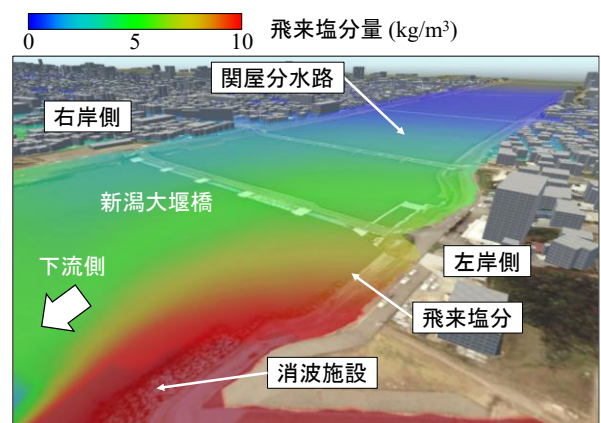 飛来塩分量 (kg/m³)
0 5 10
関屋分水路
右岸側
新潟大堰橋
下流側
左岸側
飛来塩分
消波施設